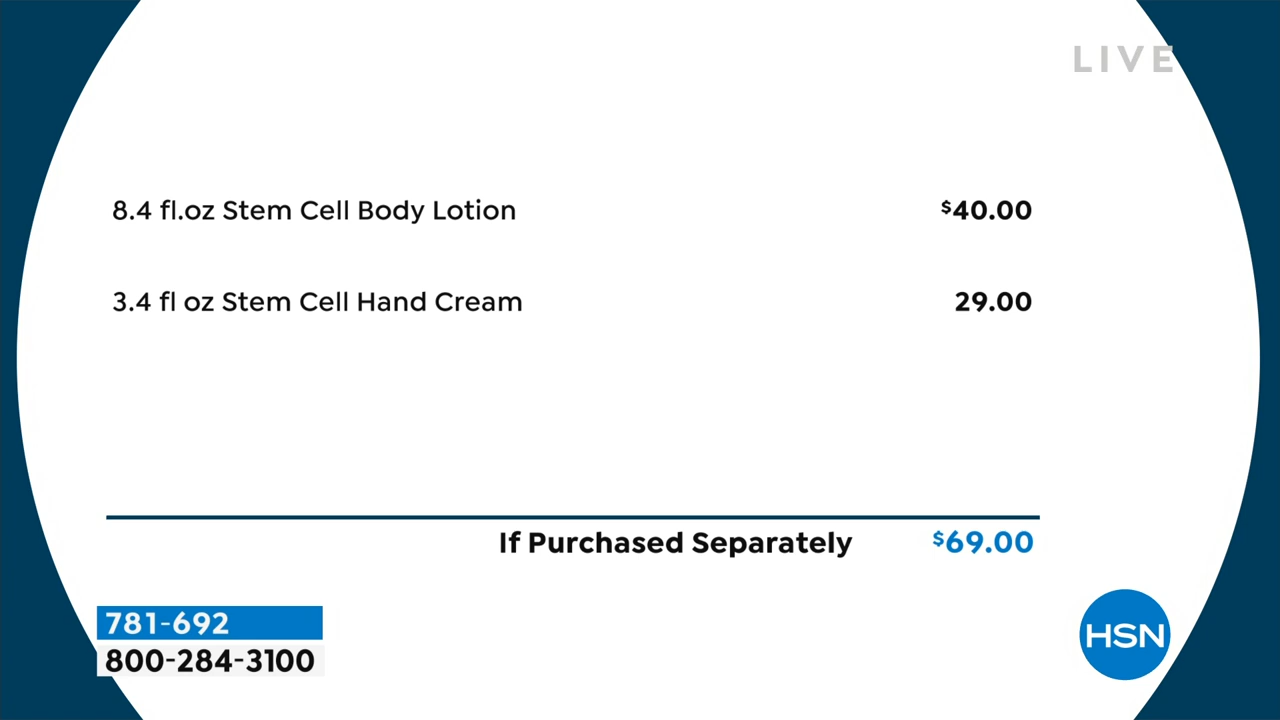 LIVE
8.4 fl.oz Stem Cell Body Lotion $40.00
3.4 fl oz Stem Cell Hand Cream 29.00
If Purchased Separately $69.00
781-692
800-284-3100
HSN